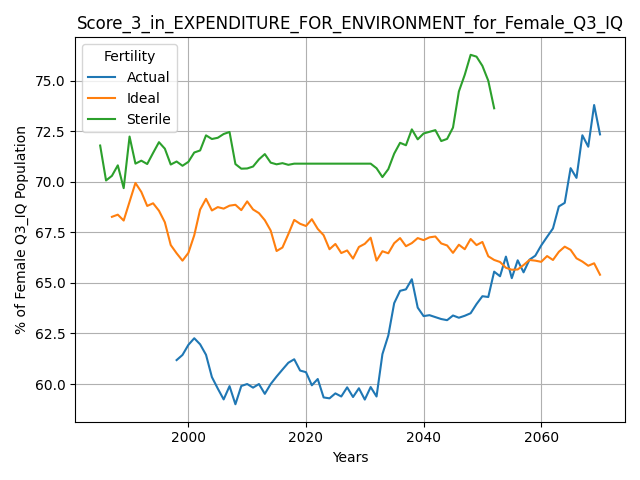 Score_3_in_EXPENDITURE_FOR_ENVIRONMENT_for_Female_Q3_IQ
Fertility
Actual
Ideal
Sterile
75.0
72.5
70.0
67.5
65.0
62.5
60.0
% of Female Q3_IQ Population
2000
2020
2040
2060
Years